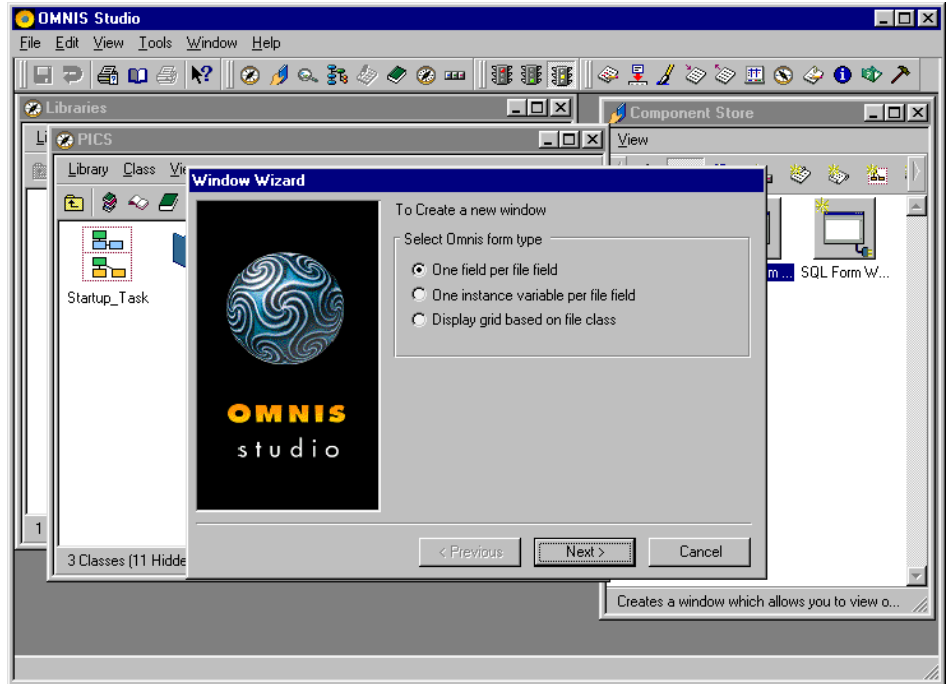 OMNIS Studio
File Edit View Tools Window Help
Libraries
Component Store
Li
PICS
View
Library Class Vie
Window Wizard
To Create a new window
Select Omnis form type
One field per file field
m... SQL Form W...
One instance variable per file field
Startup_Task
Display grid based on file class
OMNIS
studio
1
< Previous Next > Cancel
3 Classes (11 Hidde
Creates a window which allows you to view o...